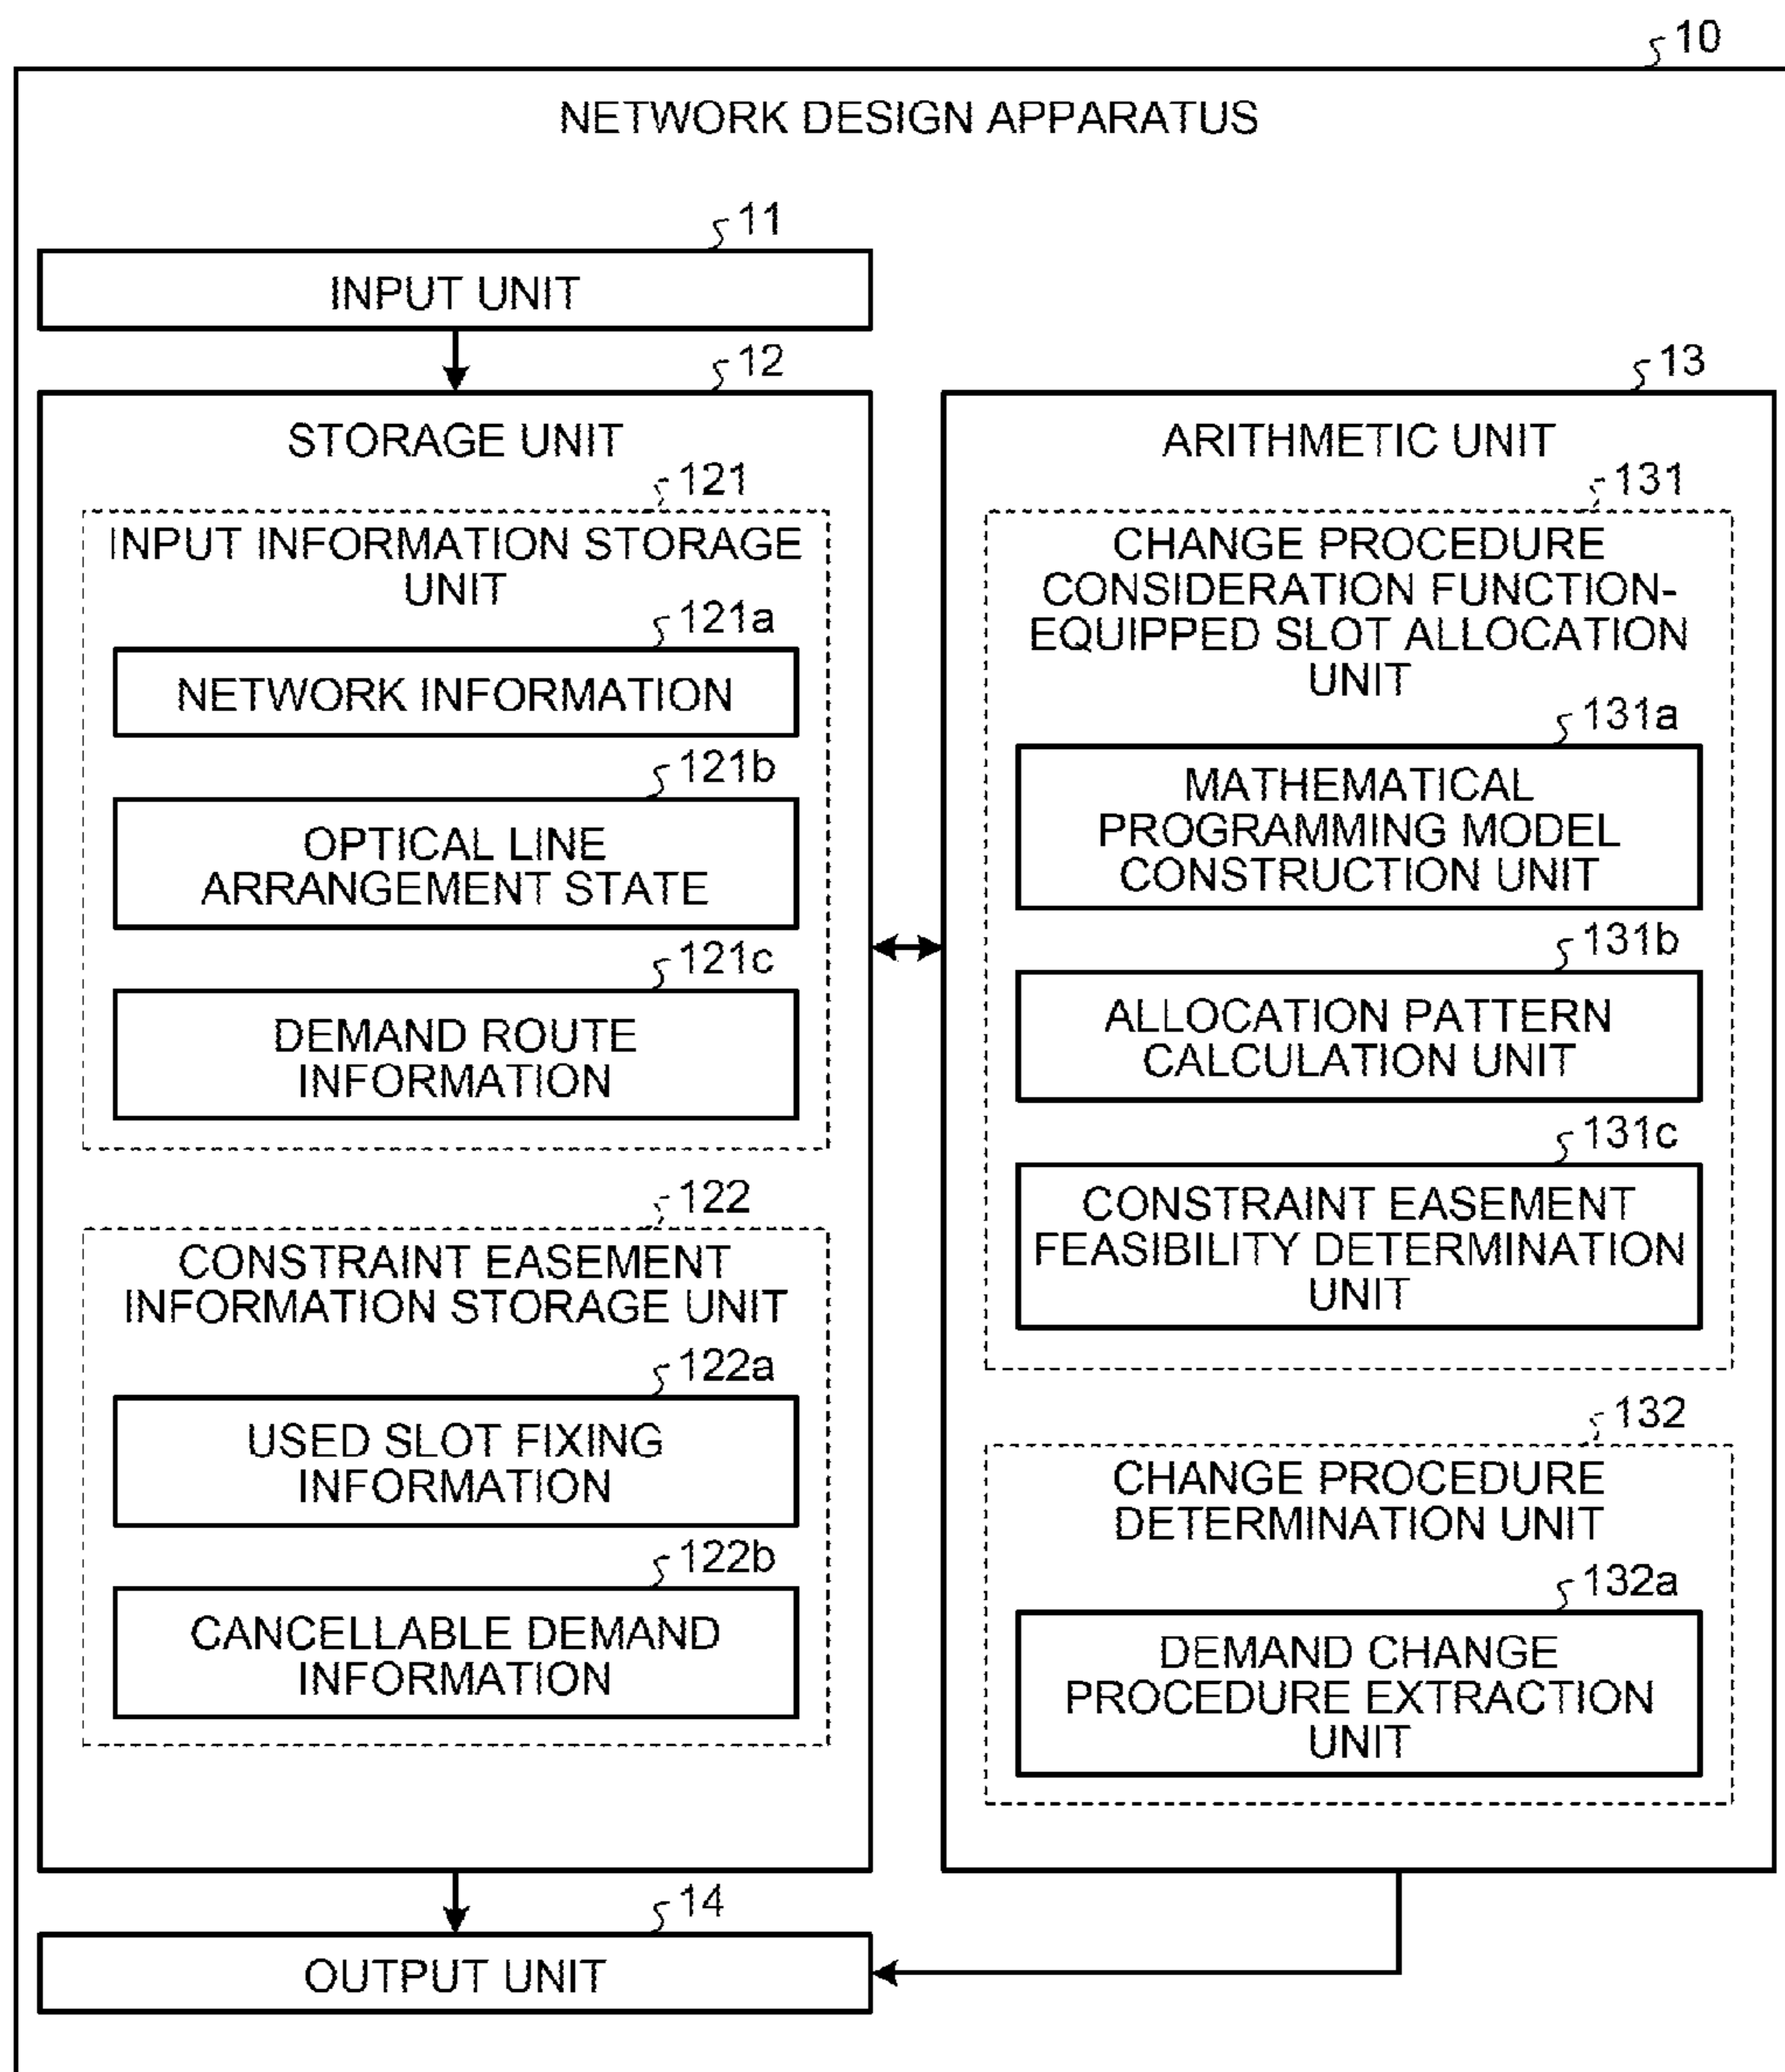 10
NETWORK DESIGN APPARATUS
11
INPUT UNIT
12
STORAGE UNIT
121
INPUT INFORMATION STORAGE
UNIT
121a
NETWORK INFORMATION
121b
OPTICAL LINE
ARRANGEMENT STATE
121c
DEMAND ROUTE
INFORMATION
122
CONSTRAINT EASEMENT
INFORMATION STORAGE UNIT
122a
USED SLOT FIXING
INFORMATION
122b
CANCELLABLE DEMAND
INFORMATION
13
ARITHMETIC UNIT
131
CHANGE PROCEDURE
CONSIDERATION FUNCTION-
EQUIPPED SLOT ALLOCATION
UNIT
131a
MATHEMATICAL
PROGRAMMING MODEL
CONSTRUCTION UNIT
131b
ALLOCATION PATTERN
CALCULATION UNIT
131c
CONSTRAINT EASEMENT
FEASIBILITY DETERMINATION
UNIT
132
CHANGE PROCEDURE
DETERMINATION UNIT
132a
DEMAND CHANGE
PROCEDURE EXTRACTION
UNIT
14
OUTPUT UNIT